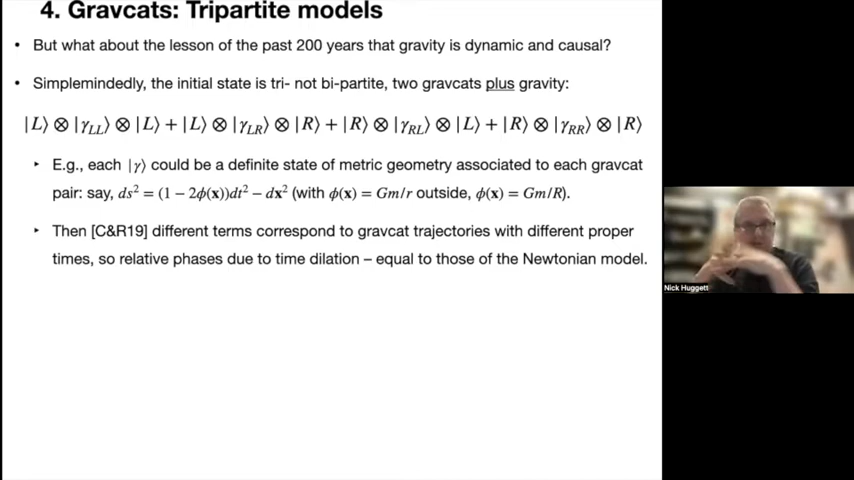 4. Gravcats: Tripartite models
• But what about the lesson of the past 200 years that gravity is dynamic and causal?
• Simplemindedly, the initial state is tri- not bi-partite, two gravcats plus gravity:
|L⟩ ⊗ |γ_LL⟩ ⊗ |L⟩ + |L⟩ ⊗ |γ_LR⟩ ⊗ |R⟩ + |R⟩ ⊗ |γ_RL⟩ ⊗ |L⟩ + |R⟩ ⊗ |γ_RR⟩ ⊗ |R⟩
‣ E.g., each |γ⟩ could be a definite state of metric geometry associated to each gravcat
pair: say, ds² = (1 − 2ϕ(x))dt² − dx² (with ϕ(x) = Gm/r outside, ϕ(x) = Gm/R).
‣ Then [C&R19] different terms correspond to gravcat trajectories with different proper
times, so relative phases due to time dilation – equal to those of the Newtonian model.
Nick Huggett